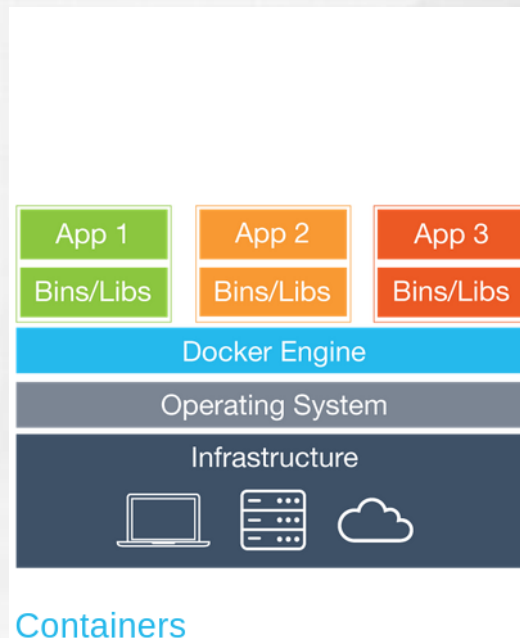 App 1 App 2 App 3
Bins/Libs Bins/Libs Bins/Libs
Docker Engine
Operating System
Infrastructure
Containers